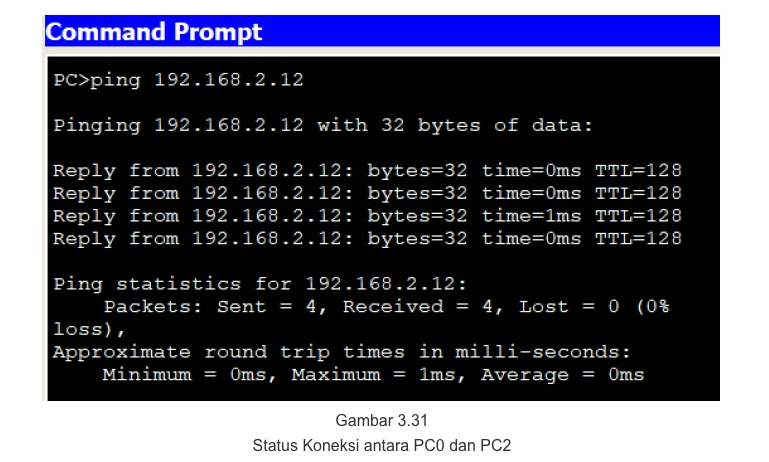 Command Prompt
PC>ping 192.168.2.12
Pinging 192.168.2.12 with 32 bytes of data:
Reply from 192.168.2.12: bytes=32 time=0ms TTL=128
Reply from 192.168.2.12: bytes=32 time=0ms TTL=128
Reply from 192.168.2.12: bytes=32 time=1ms TTL=128
Reply from 192.168.2.12: bytes=32 time=0ms TTL=128
Ping statistics for 192.168.2.12:
    Packets: Sent = 4, Received = 4, Lost = 0 (0%
loss),
Approximate round trip times in milli-seconds:
    Minimum = 0ms, Maximum = 1ms, Average = 0ms
Gambar 3.31
Status Koneksi antara PC0 dan PC2